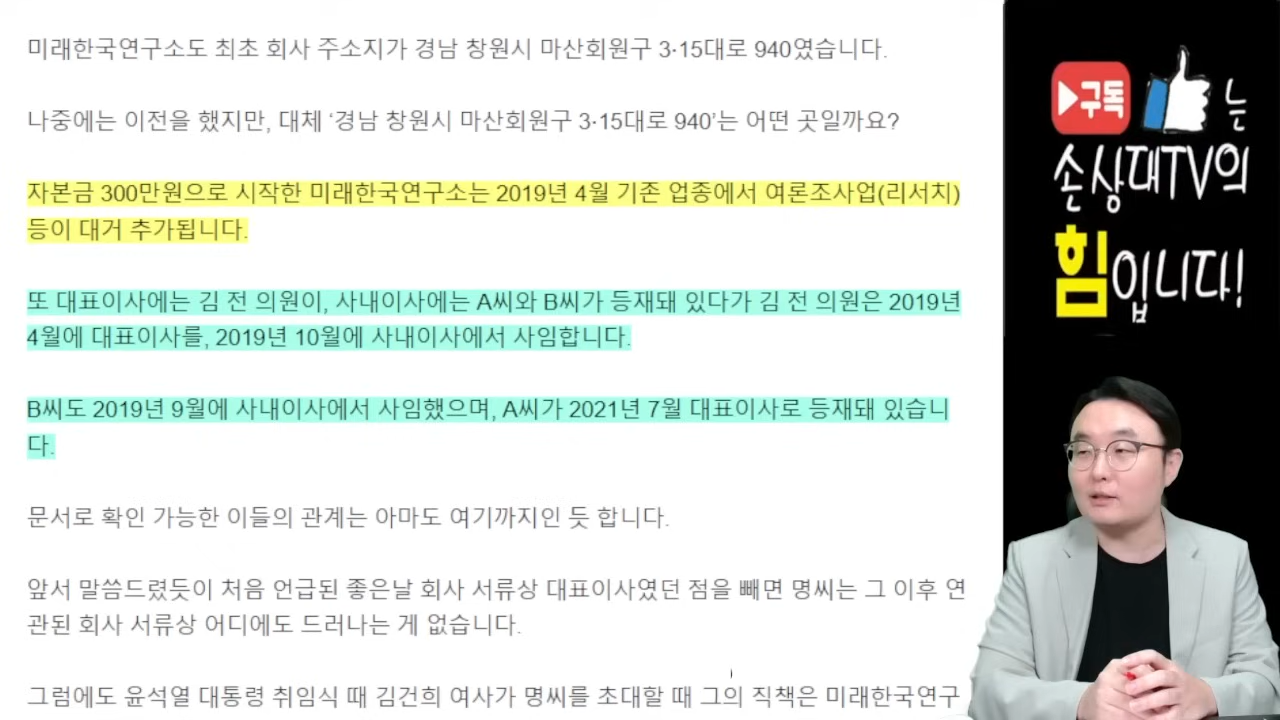 미래한국연구소도 최초 회사 주소지가 경남 창원시 마산회원구 3·15대로 940였습니다.
나중에는 이전을 했지만, 대체 ‘경남 창원시 마산회원구 3·15대로 940’는 어떤 곳일까요?
자본금 300만원으로 시작한 미래한국연구소는 2019년 4월 기존 업종에서 여론조사업(리서치)
등이 대거 추가됩니다.
또 대표이사에는 김 전 의원이, 사내이사에는 A씨와 B씨가 등재돼 있다가 김 전 의원은 2019년
4월에 대표이사를, 2019년 10월에 사내이사에서 사임합니다.
B씨도 2019년 9월에 사내이사에서 사임했으며, A씨가 2021년 7월 대표이사로 등재돼 있습니
다.
문서로 확인 가능한 이들의 관계는 아마도 여기까지인 듯 합니다.
앞서 말씀드렸듯이 처음 언급된 좋은날 회사 서류상 대표이사였던 점을 빼면 명씨는 그 이후 연
관된 회사 서류상 어디에도 드러나는 게 없습니다.
그럼에도 윤석열 대통령 취임식 때 김건희 여사가 명씨를 초대할 때 그의 직책은 미래한국연구
구독 는
손상대TV의
힘입니다!